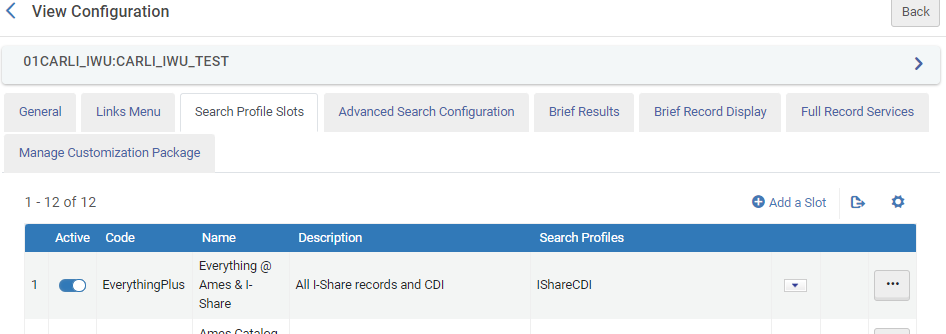 View Configuration
Back
01CARLI_IWU:CARLI_IWU_TEST
General
Links Menu
Search Profile Slots
Advanced Search Configuration
Brief Results
Brief Record Display
Full Record Services
Manage Customization Package
1 - 12 of 12
Add a Slot
Active
Code
Name
Description
Search Profiles
1
EverythingPlus
Everything @
Ames & I-
Share
All I-Share records and CDI
IShareCDI
Ames Catalog